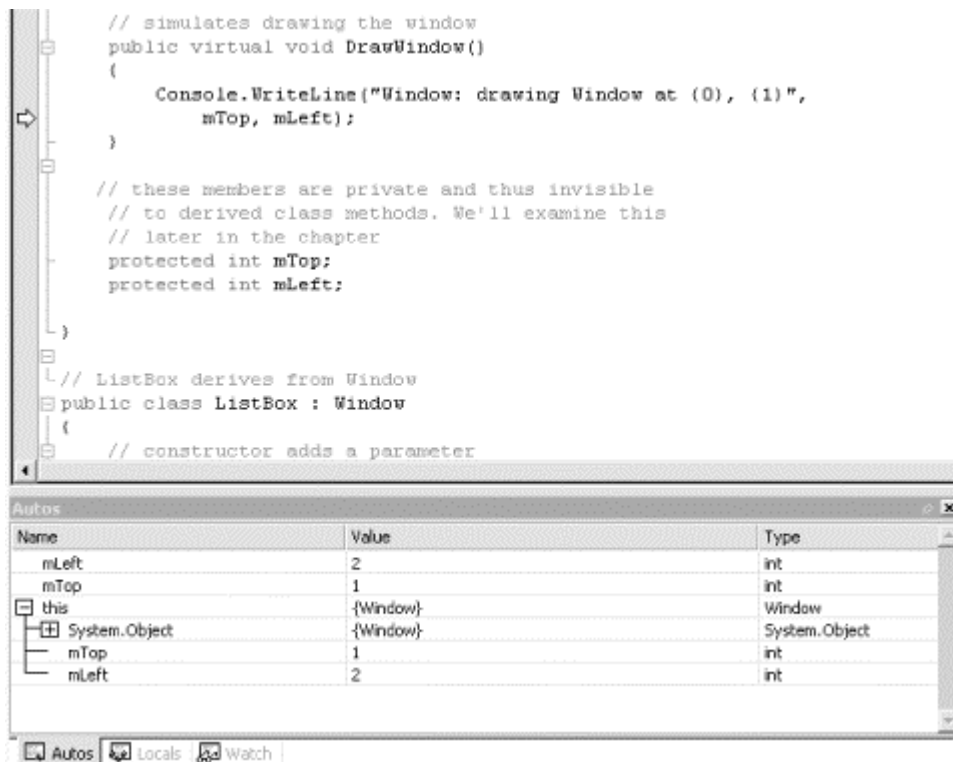 // simulates drawing the window
public virtual void DrawWindow()
{
Console.WriteLine("Window: drawing Window at {0}, {1}",
mTop, mLeft);
}
// these members are private and thus invisible
// to derived class methods. We'll examine this
// later in the chapter
protected int mTop;
protected int mLeft;
}
// ListBox derives from Window
public class ListBox : Window
{
// constructor adds a parameter
Autos
Name Value Type
mLeft 2 int
mTop 1 int
this {Window} Window
System.Object {Window} System.Object
mTop 1 int
mLeft 2 int
Autos Locals Watch